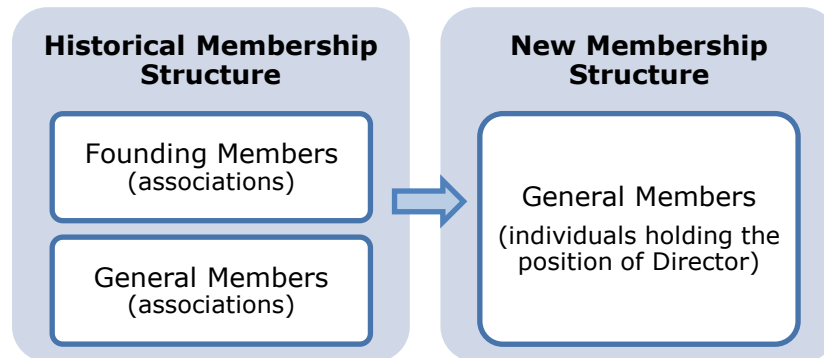 Historical Membership
Structure
Founding Members
(associations)
General Members
(associations)
New Membership
Structure
General Members
(individuals holding the
position of Director)